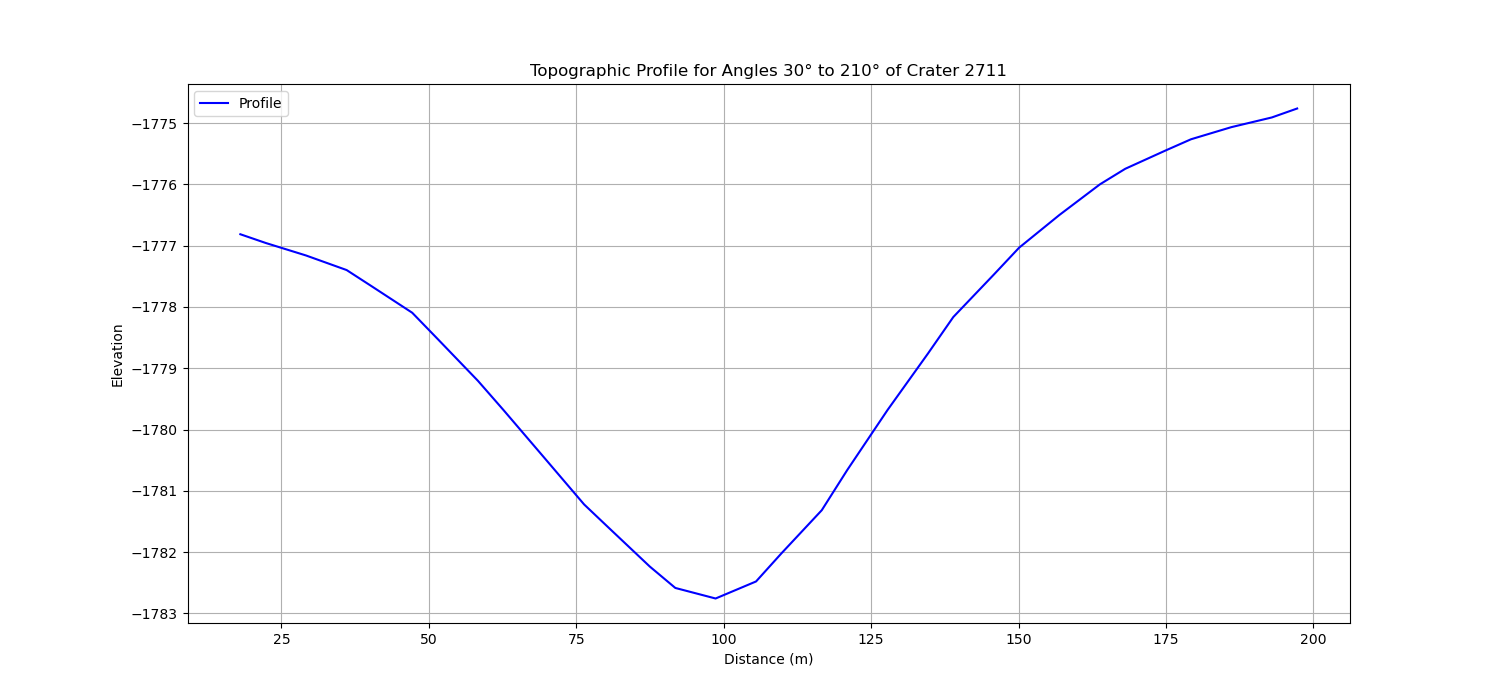 Topographic Profile for Angles 30° to 210° of Crater 2711
Profile
Elevation
−1775
−1776
−1777
−1778
−1779
−1780
−1781
−1782
−1783
25 50 75 100 125 150 175 200
Distance (m)